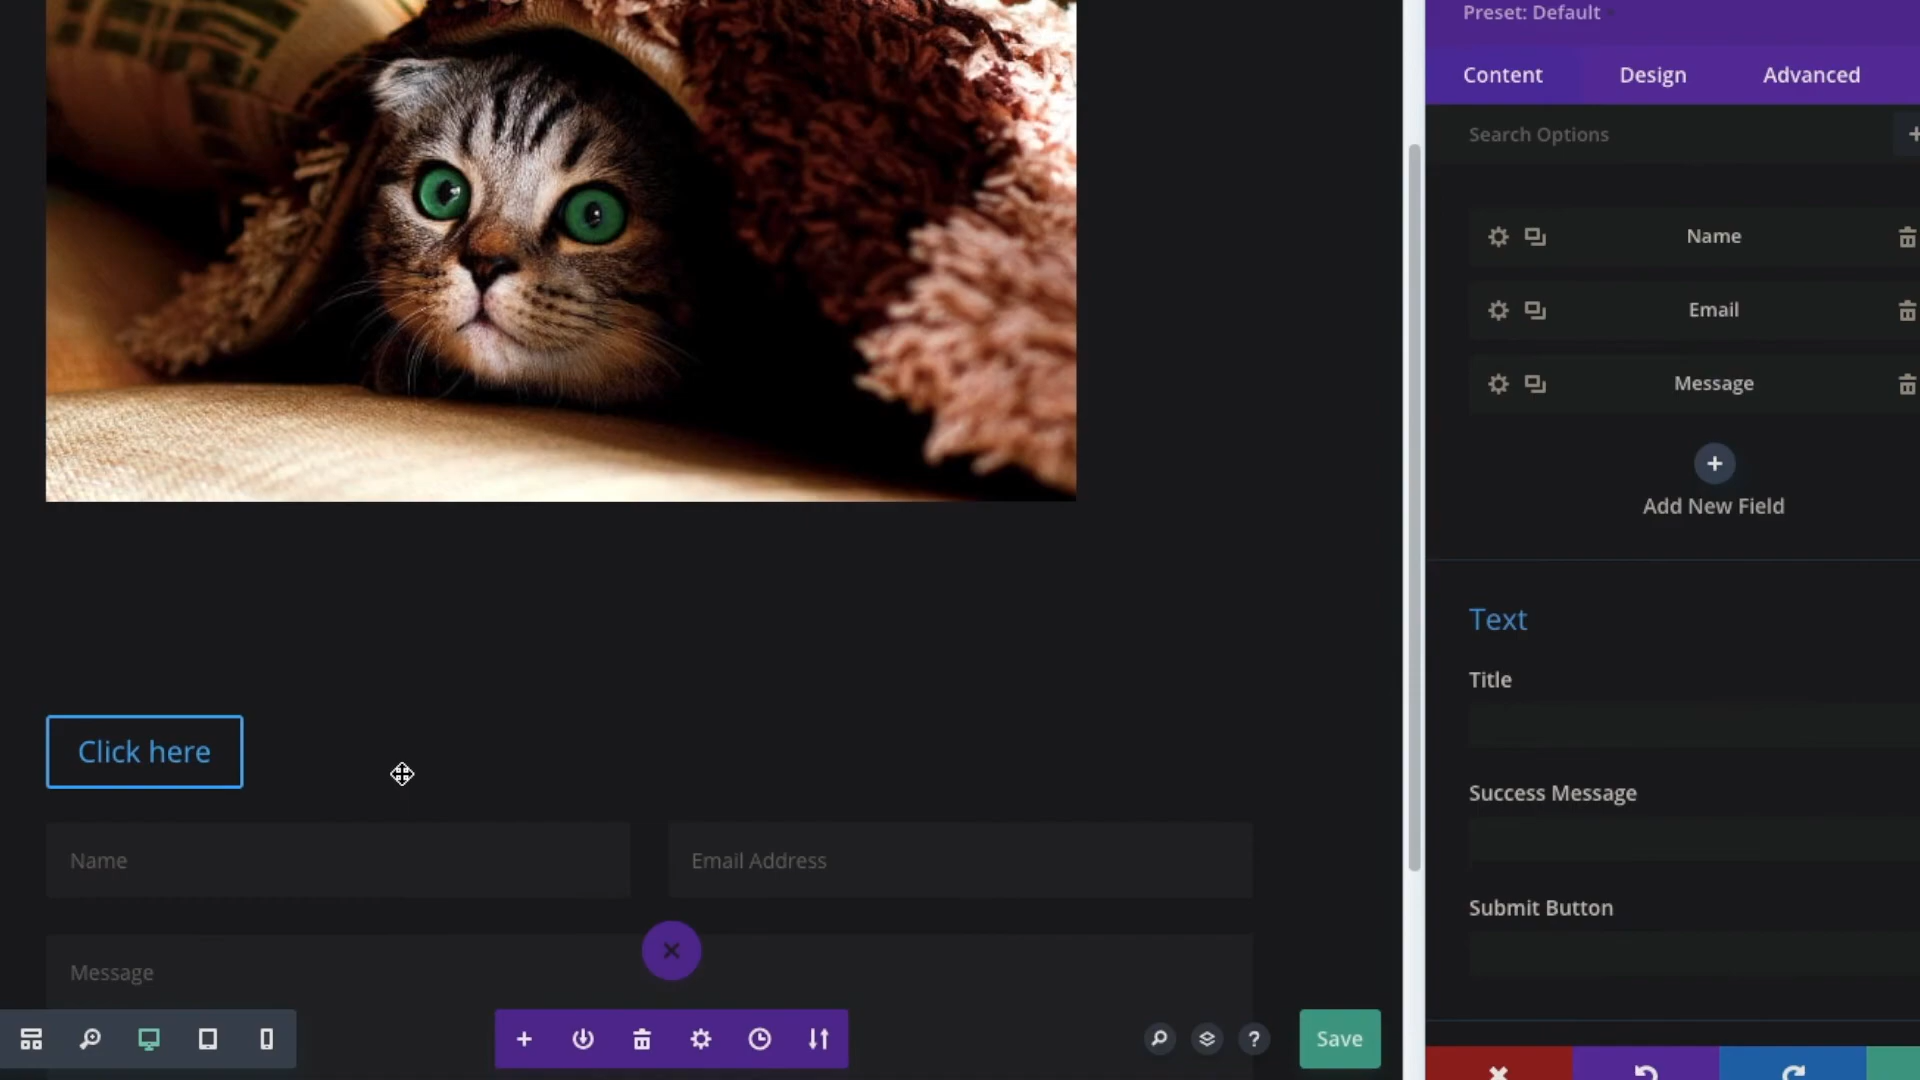 Preset: Default
Content Design Advanced
Search Options
Name
Email
Message
Add New Field
Text
Title
Success Message
Submit Button
Click here
Name Email Address
Message
Save